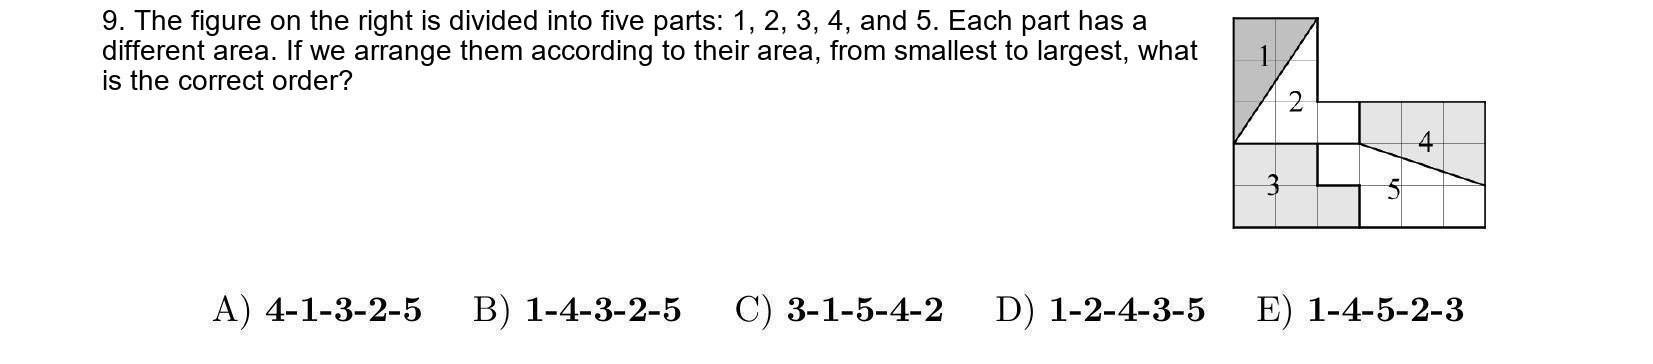 9. The figure on the right is divided into five parts: 1, 2, 3, 4, and 5. Each part has a
different area. If we arrange them according to their area, from smallest to largest, what
is the correct order?
1
2
4
3
5
A) 4-1-3-2-5 B) 1-4-3-2-5 C) 3-1-5-4-2 D) 1-2-4-3-5 E) 1-4-5-2-3